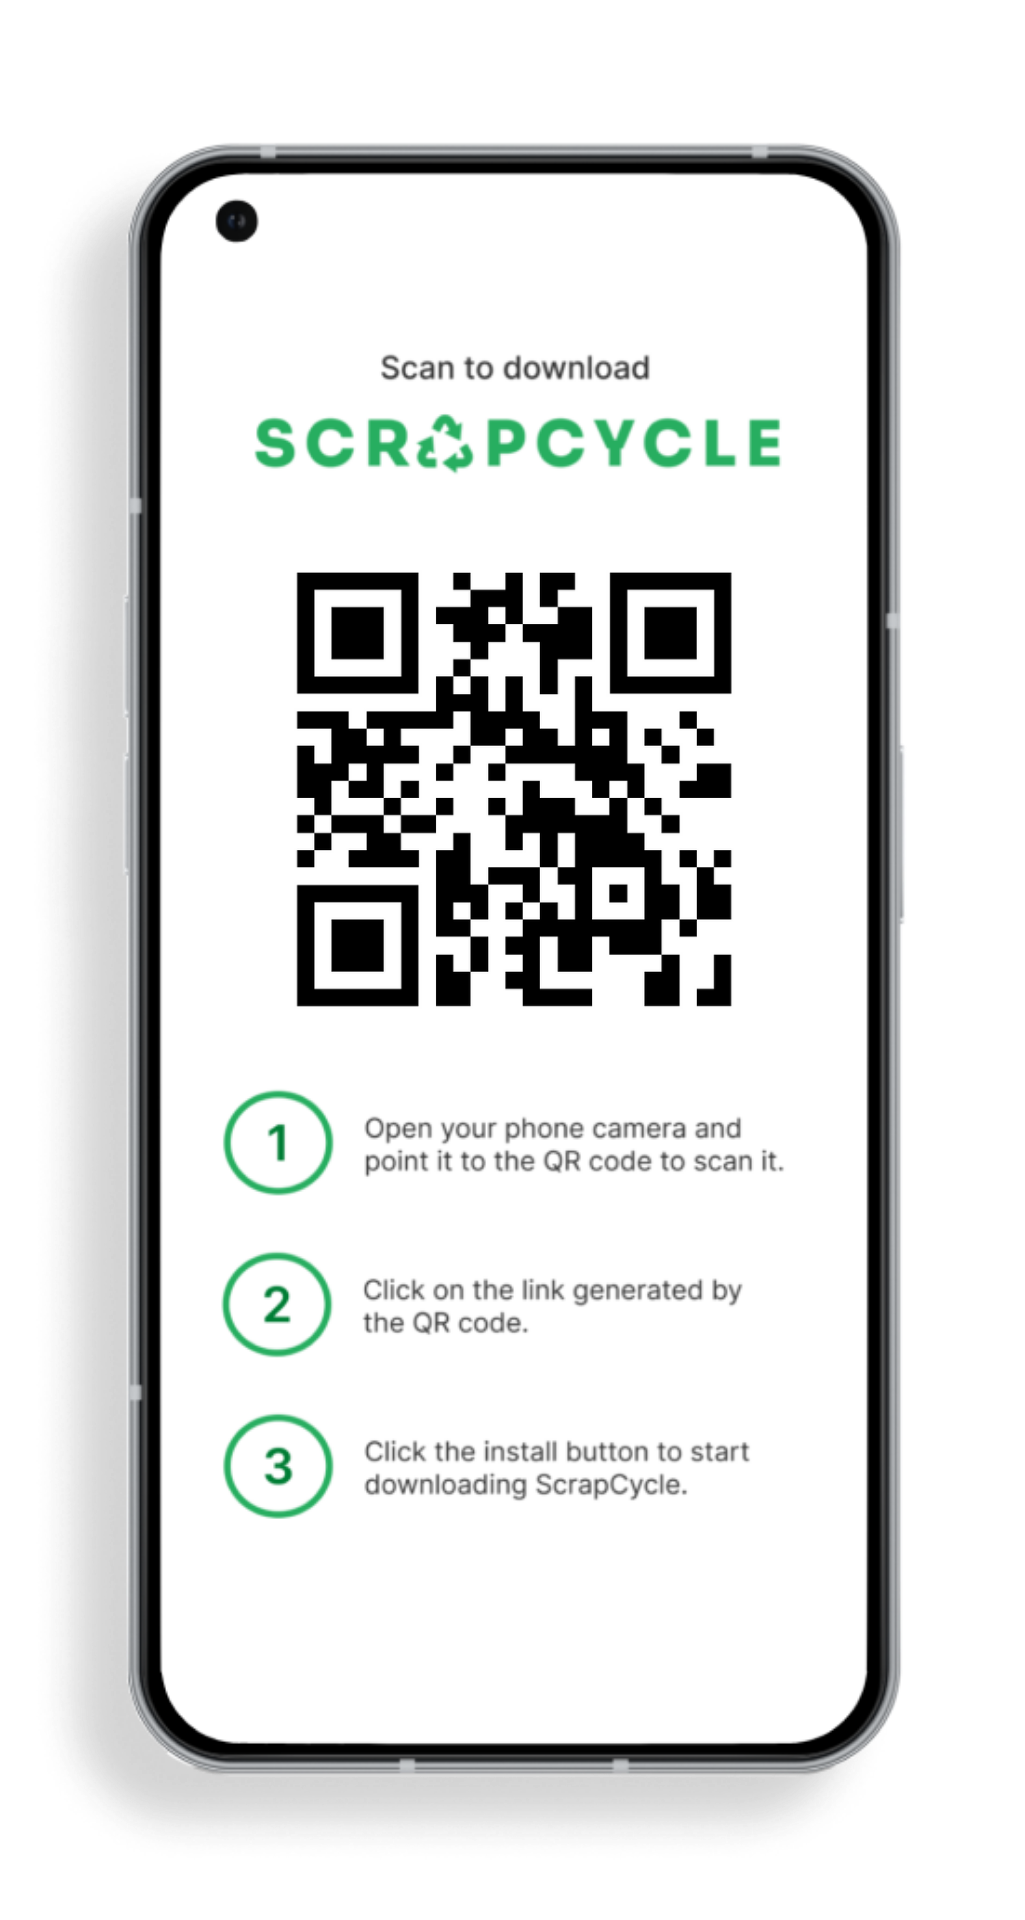 Scan to download
SCRAPCYCLE
1
Open your phone camera and
point it to the QR code to scan it.
2
Click on the link generated by
the QR code.
3
Click the install button to start
downloading ScrapCycle.